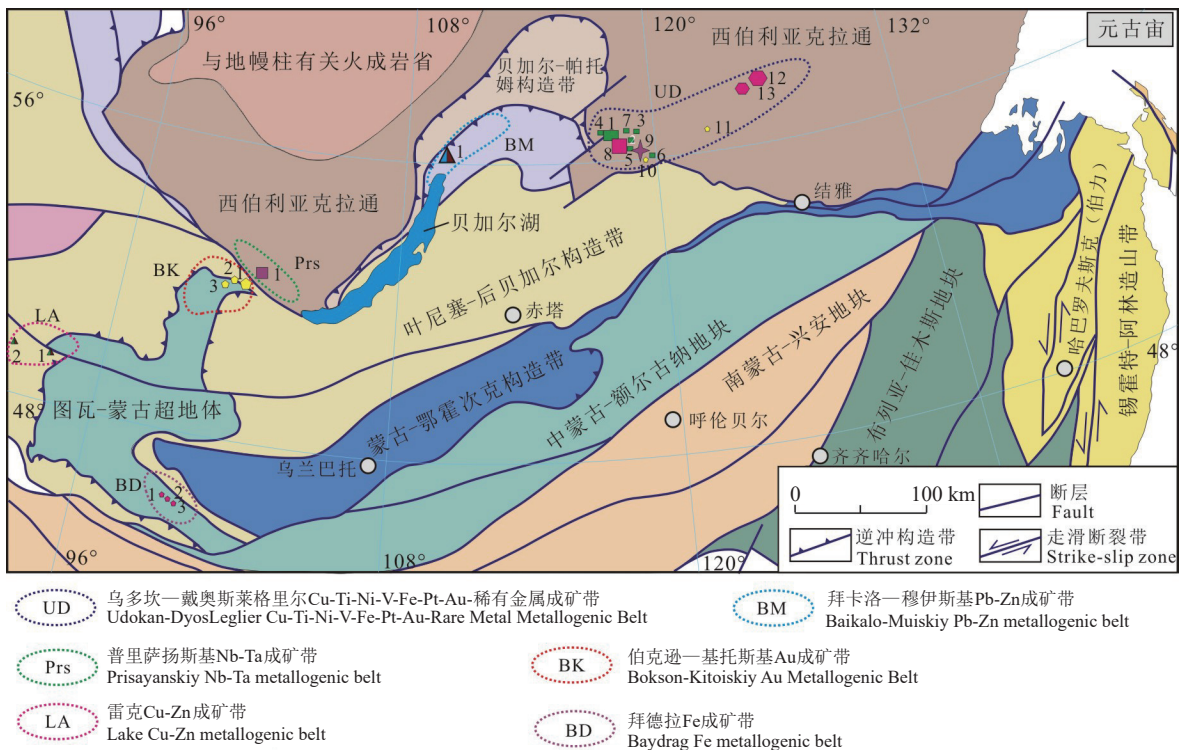 96°
108°
120°
132°
元古宙
西伯利亚克拉通
与地幔柱有关火成岩省
贝加尔-帕托
姆构造带
UD
12
13
56°
4
1
7
3
11
9
8
5
6
10
1
BM
西伯利亚克拉通
贝加尔湖
结雅
BK
2
1
3
1
Prs
叶尼塞-后贝加尔构造带
赤塔
哈巴罗夫斯克（伯力）
锡霍特-阿林造山带
LA
2
1
48°
48°
图瓦-蒙古超地体
蒙古-鄂霍次克构造带
中蒙古-额尔古纳地块
南蒙古-兴安地块
布列亚-佳木斯地块
呼伦贝尔
乌兰巴托
齐齐哈尔
BD
1
2
3
96°
108°
120°
0
100 km
断层
Fault
逆冲构造带
Thrust zone
走滑断裂带
Strike-slip zone
UD
乌多坎—戴奥斯莱格里尔Cu-Ti-Ni-V-Fe-Pt-Au-稀有金属成矿带
Udokan-DyosLeglier Cu-Ti-Ni-V-Fe-Pt-Au-Rare Metal Metallogenic Belt
BM
拜卡洛—穆伊斯基Pb-Zn成矿带
Baikalo-Muiskiy Pb-Zn metallogenic belt
Prs
普里萨扬斯基Nb-Ta成矿带
Prisayanskiy Nb-Ta metallogenic belt
BK
伯克逊—基托斯基Au成矿带
Bokson-Kitoiskiy Au Metallogenic Belt
LA
雷克Cu-Zn成矿带
Lake Cu-Zn metallogenic belt
BD
拜德拉Fe成矿带
Baydrag Fe metallogenic belt